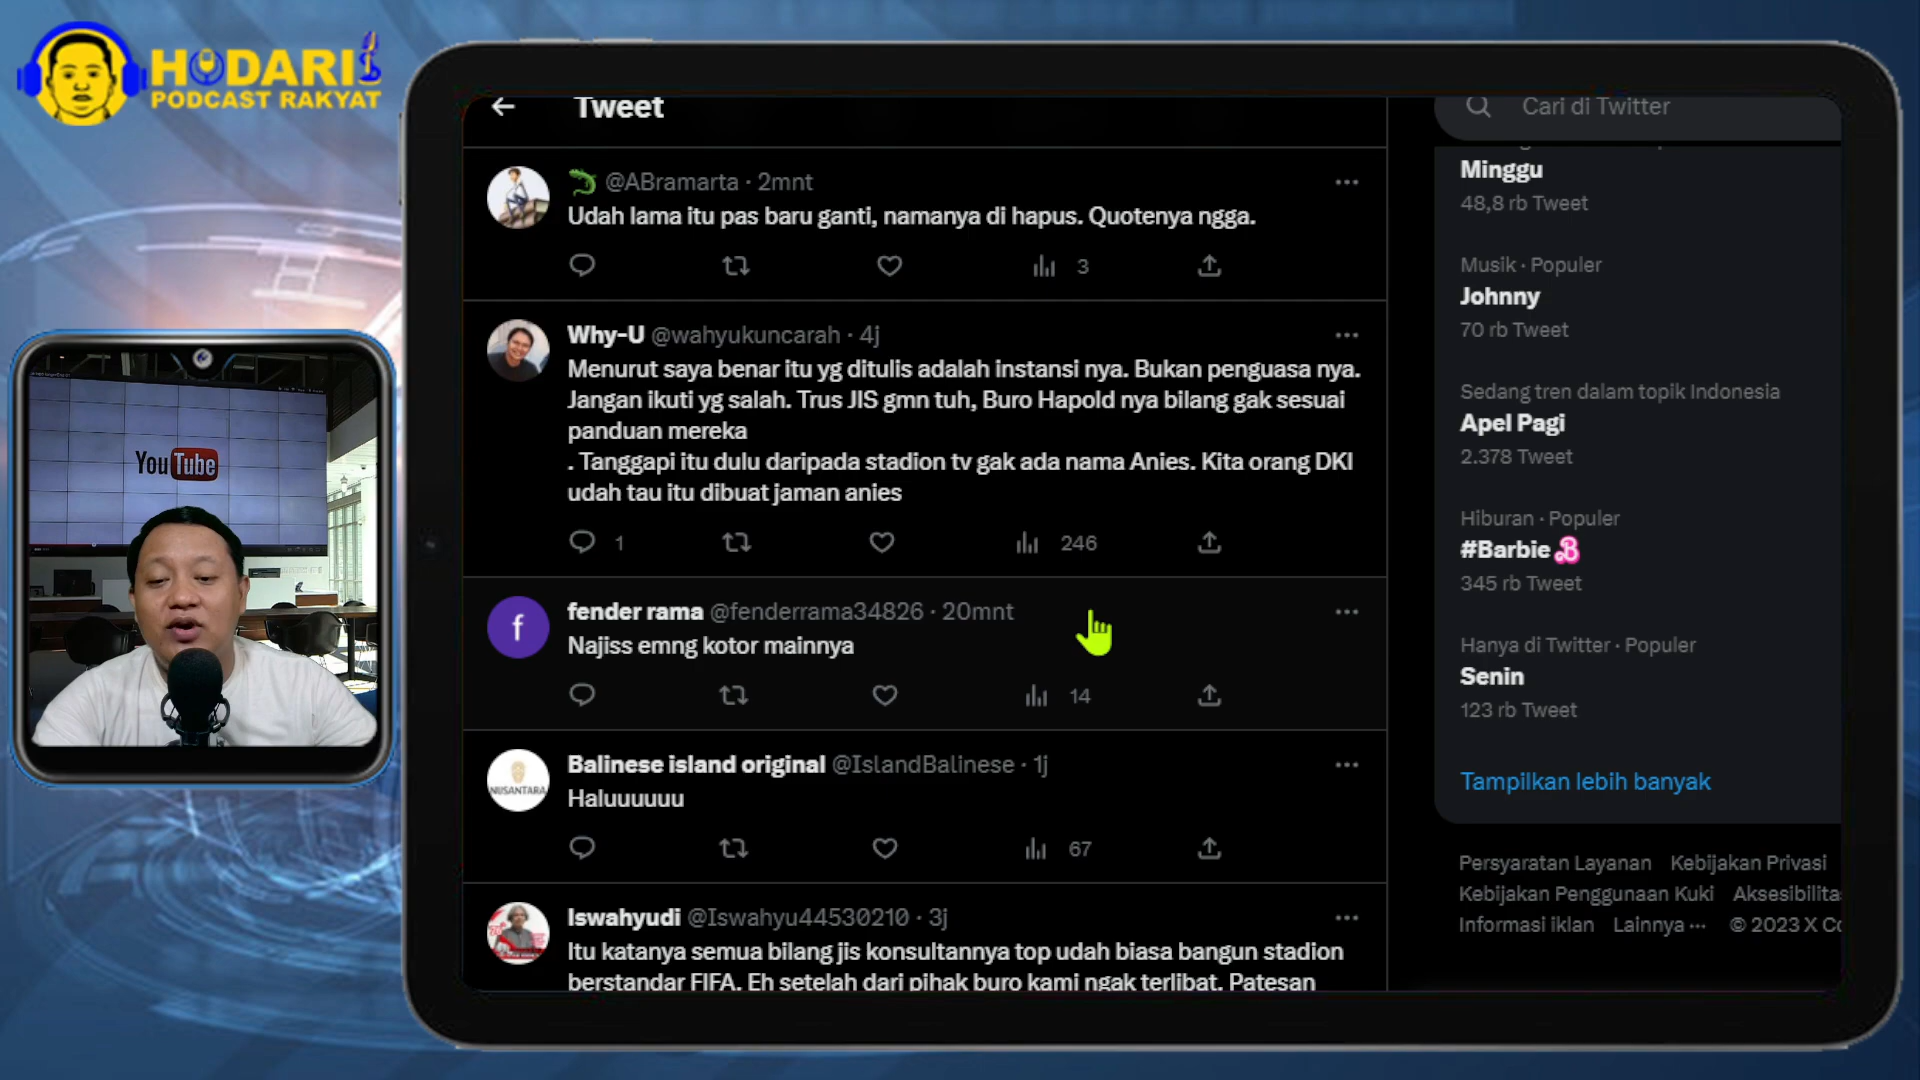 HODARI
PODCAST RAKYAT
YouTube
Tweet
@ABramarta · 2mnt
Udah lama itu pas baru ganti, namanya di hapus. Quotenya ngga.
3
Why-U @wahyukuncarah · 4j
Menurut saya benar itu yg ditulis adalah instansi nya. Bukan penguasa nya.
Jangan ikuti yg salah. Trus JIS gmn tuh, Buro Hapold nya bilang gak sesuai
panduan mereka
. Tanggapi itu dulu daripada stadion tv gak ada nama Anies. Kita orang DKI
udah tau itu dibuat jaman anies
1 246
f
fender rama @fenderrama34826 · 20mnt
Najiss emng kotor mainnya
14
NUSANTARA
Balinese island original @IslandBalinese · 1j
Haluuuuuu
67
Iswahyudi @Iswahyu44530210 · 3j
Itu katanya semua bilang jis konsultannya top udah biasa bangun stadion
berstandar FIFA. Eh setelah dari pihak buro kami ngak terlibat. Patesan
Cari di Twitter
Minggu
48,8 rb Tweet
Musik · Populer
Johnny
70 rb Tweet
Sedang tren dalam topik Indonesia
Apel Pagi
2.378 Tweet
Hiburan · Populer
#Barbie
345 rb Tweet
Hanya di Twitter · Populer
Senin
123 rb Tweet
Tampilkan lebih banyak
Persyaratan Layanan Kebijakan Privasi
Kebijakan Penggunaan Kuki Aksesibilita
Informasi iklan Lainnya ··· © 2023 X Co